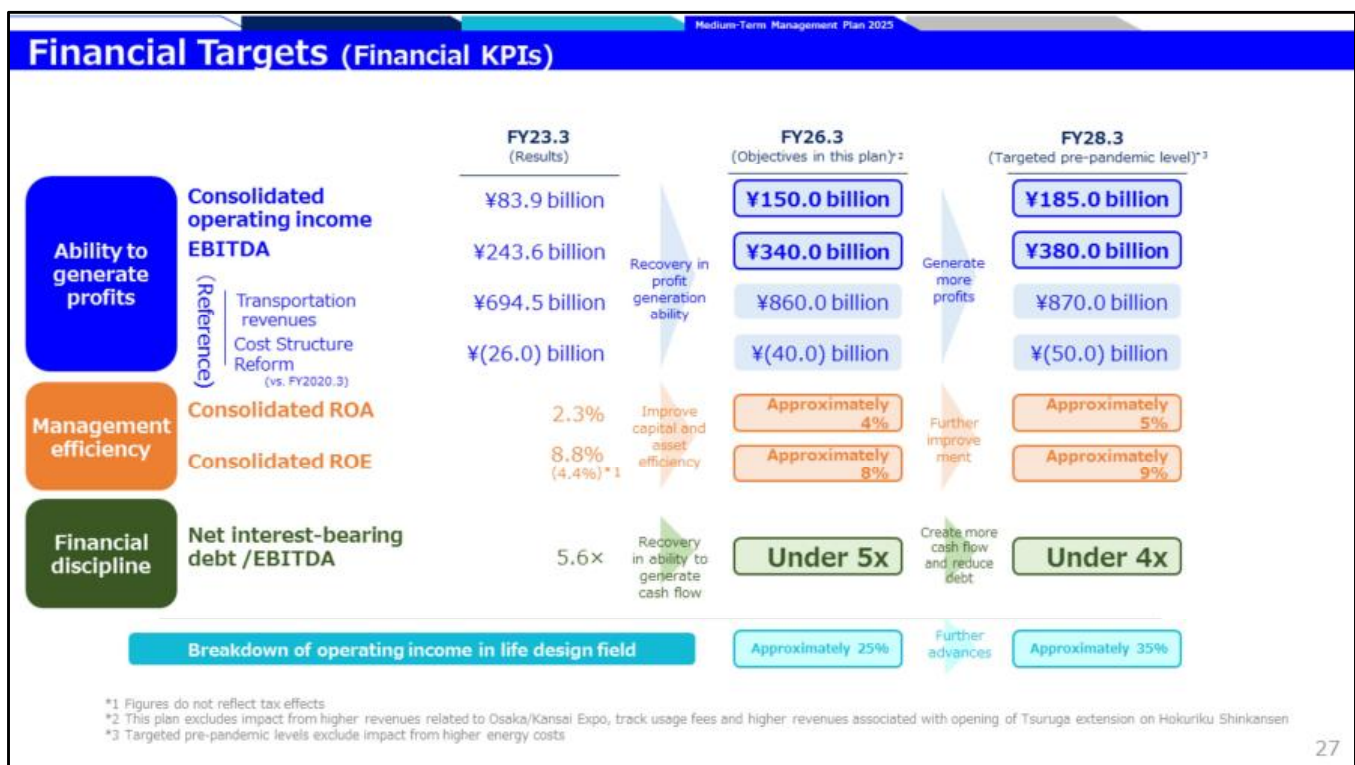 Medium-Term Management Plan 2025
Financial Targets (Financial KPIs)
FY23.3
(Results)
FY26.3
(Objectives in this plan)*2
FY28.3
(Targeted pre-pandemic level)*3
Ability to
generate
profits
Consolidated
operating income
¥83.9 billion
¥150.0 billion
¥185.0 billion
EBITDA
¥243.6 billion
¥340.0 billion
¥380.0 billion
(Reference)
Transportation
revenues
¥694.5 billion
¥860.0 billion
¥870.0 billion
Cost Structure
Reform
(vs. FY2020.3)
¥(26.0) billion
¥(40.0) billion
¥(50.0) billion
Recovery in
profit
generation
ability
Generate
more
profits
Management
efficiency
Consolidated ROA
2.3%
Approximately
4%
Approximately
5%
Consolidated ROE
8.8%
(4.4%)*1
Approximately
8%
Approximately
9%
Improve
capital and
asset
efficiency
Further
improve
ment
Financial
discipline
Net interest-bearing
debt /EBITDA
5.6×
Recovery
in ability to
generate
cash flow
Under 5x
Create more
cash flow
and reduce
debt
Under 4x
Breakdown of operating income in life design field
Approximately 25%
Further
advances
Approximately 35%
*1 Figures do not reflect tax effects
*2 This plan excludes impact from higher revenues related to Osaka/Kansai Expo, track usage fees and higher revenues associated with opening of Tsuruga extension on Hokuriku Shinkansen
*3 Targeted pre-pandemic levels exclude impact from higher energy costs
27